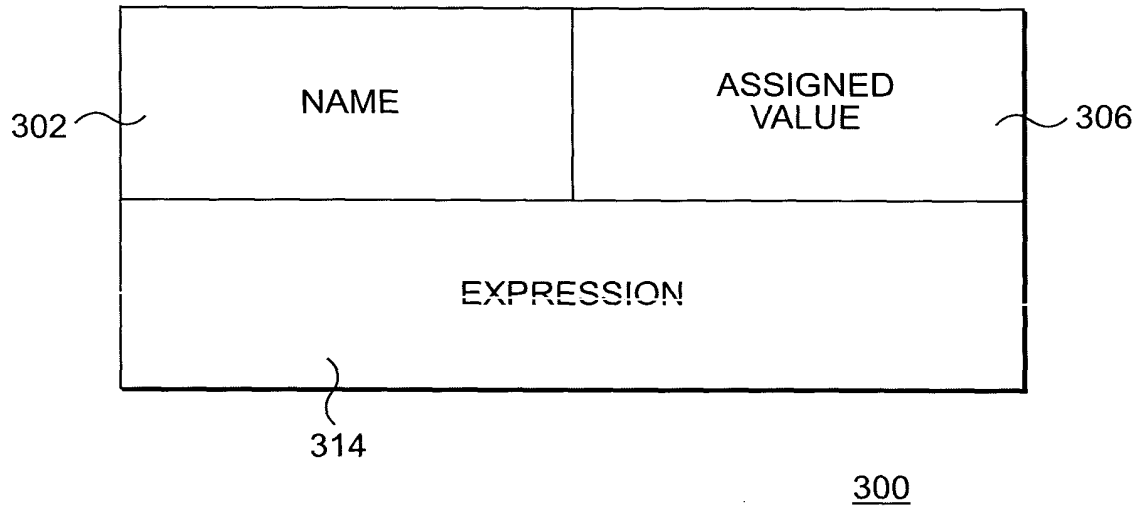 NAME
ASSIGNED
VALUE
302
306
EXPRESSION
314
300